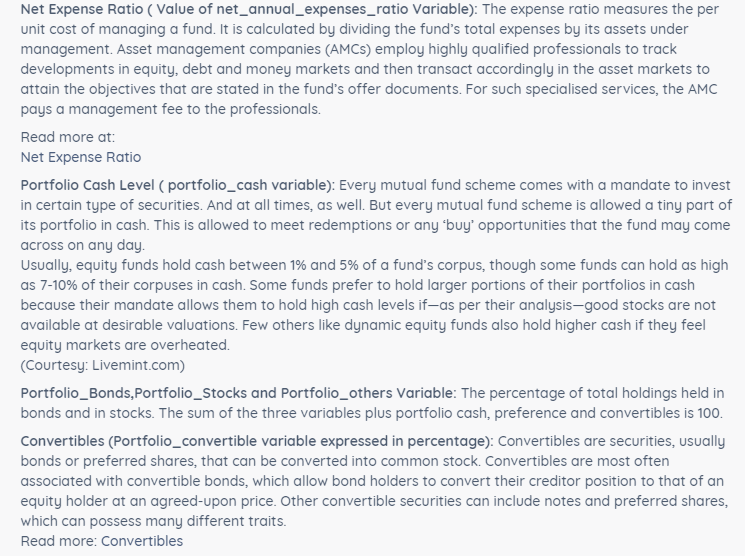 Net Expense Ratio ( Value of net_annual_expenses_ratio Variable): The expense ratio measures the per
unit cost of managing a fund. It is calculated by dividing the fund’s total expenses by its assets under
management. Asset management companies (AMCs) employ highly qualified professionals to track
developments in equity, debt and money markets and then transact accordingly in the asset markets to
attain the objectives that are stated in the fund’s offer documents. For such specialised services, the AMC
pays a management fee to the professionals.
Read more at:
Net Expense Ratio
Portfolio Cash Level ( portfolio_cash variable): Every mutual fund scheme comes with a mandate to invest
in certain type of securities. And at all times, as well. But every mutual fund scheme is allowed a tiny part of
its portfolio in cash. This is allowed to meet redemptions or any ‘buy’ opportunities that the fund may come
across on any day.
Usually, equity funds hold cash between 1% and 5% of a fund’s corpus, though some funds can hold as high
as 7-10% of their corpuses in cash. Some funds prefer to hold larger portions of their portfolios in cash
because their mandate allows them to hold high cash levels if—as per their analysis—good stocks are not
available at desirable valuations. Few others like dynamic equity funds also hold higher cash if they feel
equity markets are overheated.
(Courtesy: Livemint.com)
Portfolio_Bonds,Portfolio_Stocks and Portfolio_others Variable: The percentage of total holdings held in
bonds and in stocks. The sum of the three variables plus portfolio cash, preference and convertibles is 100.
Convertibles (Portfolio_convertible variable expressed in percentage): Convertibles are securities, usually
bonds or preferred shares, that can be converted into common stock. Convertibles are most often
associated with convertible bonds, which allow bond holders to convert their creditor position to that of an
equity holder at an agreed-upon price. Other convertible securities can include notes and preferred shares,
which can possess many different traits.
Read more: Convertibles